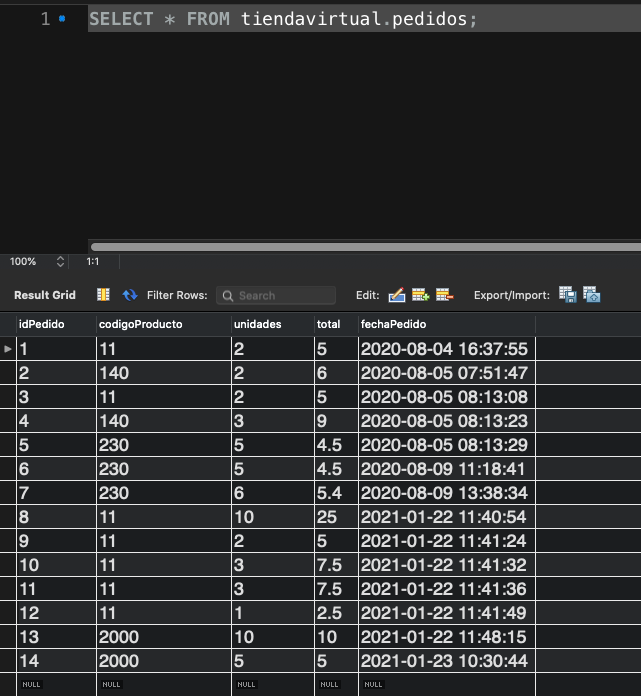 1 SELECT * FROM tiendavirtual.pedidos;
100% 1:1
Result Grid Filter Rows: Search Edit: Export/Import:
idPedido codigoProducto unidades total fechaPedido
1 11 2 5 2020-08-04 16:37:55
2 140 2 6 2020-08-05 07:51:47
3 11 2 5 2020-08-05 08:13:08
4 140 3 9 2020-08-05 08:13:23
5 230 5 4.5 2020-08-05 08:13:29
6 230 5 4.5 2020-08-09 11:18:41
7 230 6 5.4 2020-08-09 13:38:34
8 11 10 25 2021-01-22 11:40:54
9 11 2 5 2021-01-22 11:41:24
10 11 3 7.5 2021-01-22 11:41:32
11 11 3 7.5 2021-01-22 11:41:36
12 11 1 2.5 2021-01-22 11:41:49
13 2000 10 10 2021-01-22 11:48:15
14 2000 5 5 2021-01-23 10:30:44
NULL NULL NULL NULL NULL